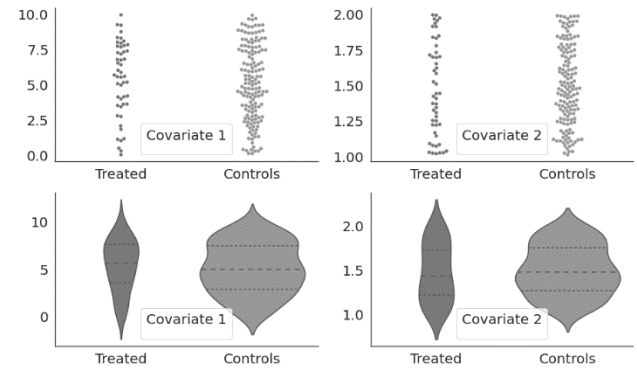 10.0
7.5
5.0
2.5
0.0
Covariate 1
Treated Controls
2.00
1.75
1.50
1.25
1.00
Covariate 2
Treated Controls
10
5
0
Covariate 1
Treated Controls
2.0
1.5
1.0
Covariate 2
Treated Controls